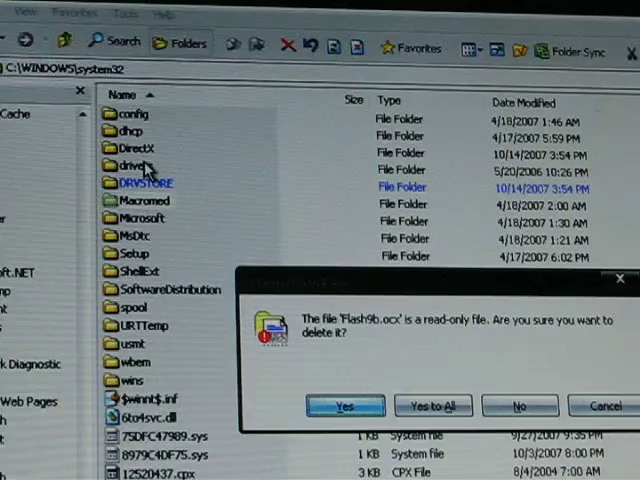 View Favorites Tools Help
Search Folders Favorites Folder Sync
C:\WINDOWS\system32
Name Size Type Date Modified
Cache
config File Folder 4/18/2007 1:46 AM
dhcp File Folder 4/17/2007 5:59 PM
DirectX File Folder 10/14/2007 3:54 PM
drivers File Folder 5/20/2006 10:26 PM
DRVSTORE File Folder 10/14/2007 3:54 PM
Macromed File Folder 4/18/2007 2:00 AM
Microsoft File Folder 4/18/2007 1:30 AM
MsDtc File Folder 4/18/2007 1:21 AM
Setup File Folder 4/17/2007 6:02 PM
ShellExt
SoftwareDistribution
spool
URTTemp
usmt
wbem
wins
$winnt$.inf
6to4svc.dll
75DFC47989.sys 1 KB System file 9/27/2007 9:35 PM
8979C4DF75.sys 1 KB System file 10/3/2007 8:00 PM
12520437.cpx 3 KB CPX File 8/4/2004 7:00 AM
oft.NET
mp
k Diagnostic
Web Pages
The file 'Flash9b.ocx' is a read-only file. Are you sure you want to
delete it?
Yes Yes to All No Cancel